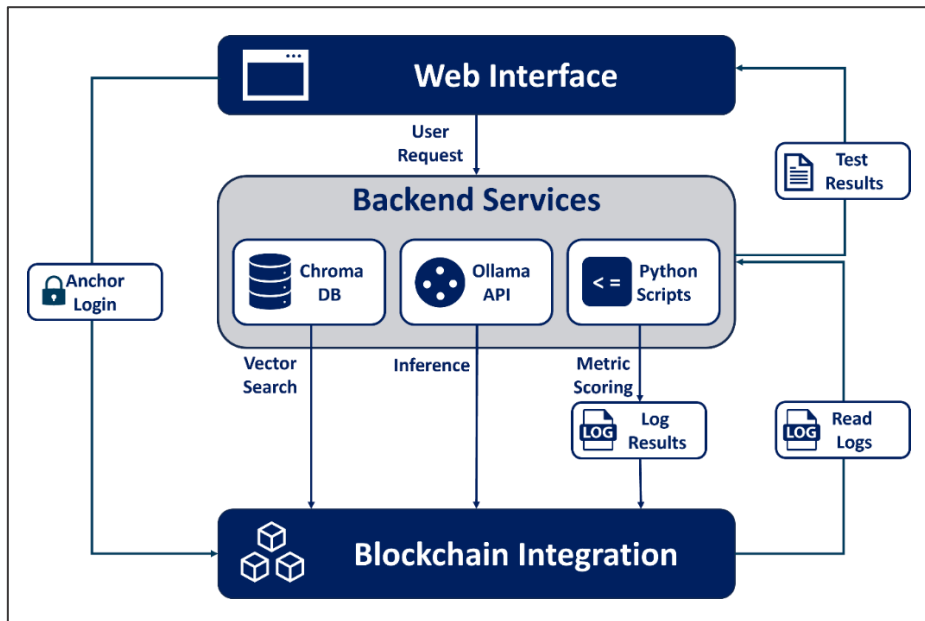 Web Interface
User
Request
Test
Results
Backend Services
Chroma
DB
Ollama
API
< =
Python
Scripts
Anchor
Login
Vector
Search
Inference
Metric
Scoring
LOG
Log
Results
LOG
Read
Logs
Blockchain Integration